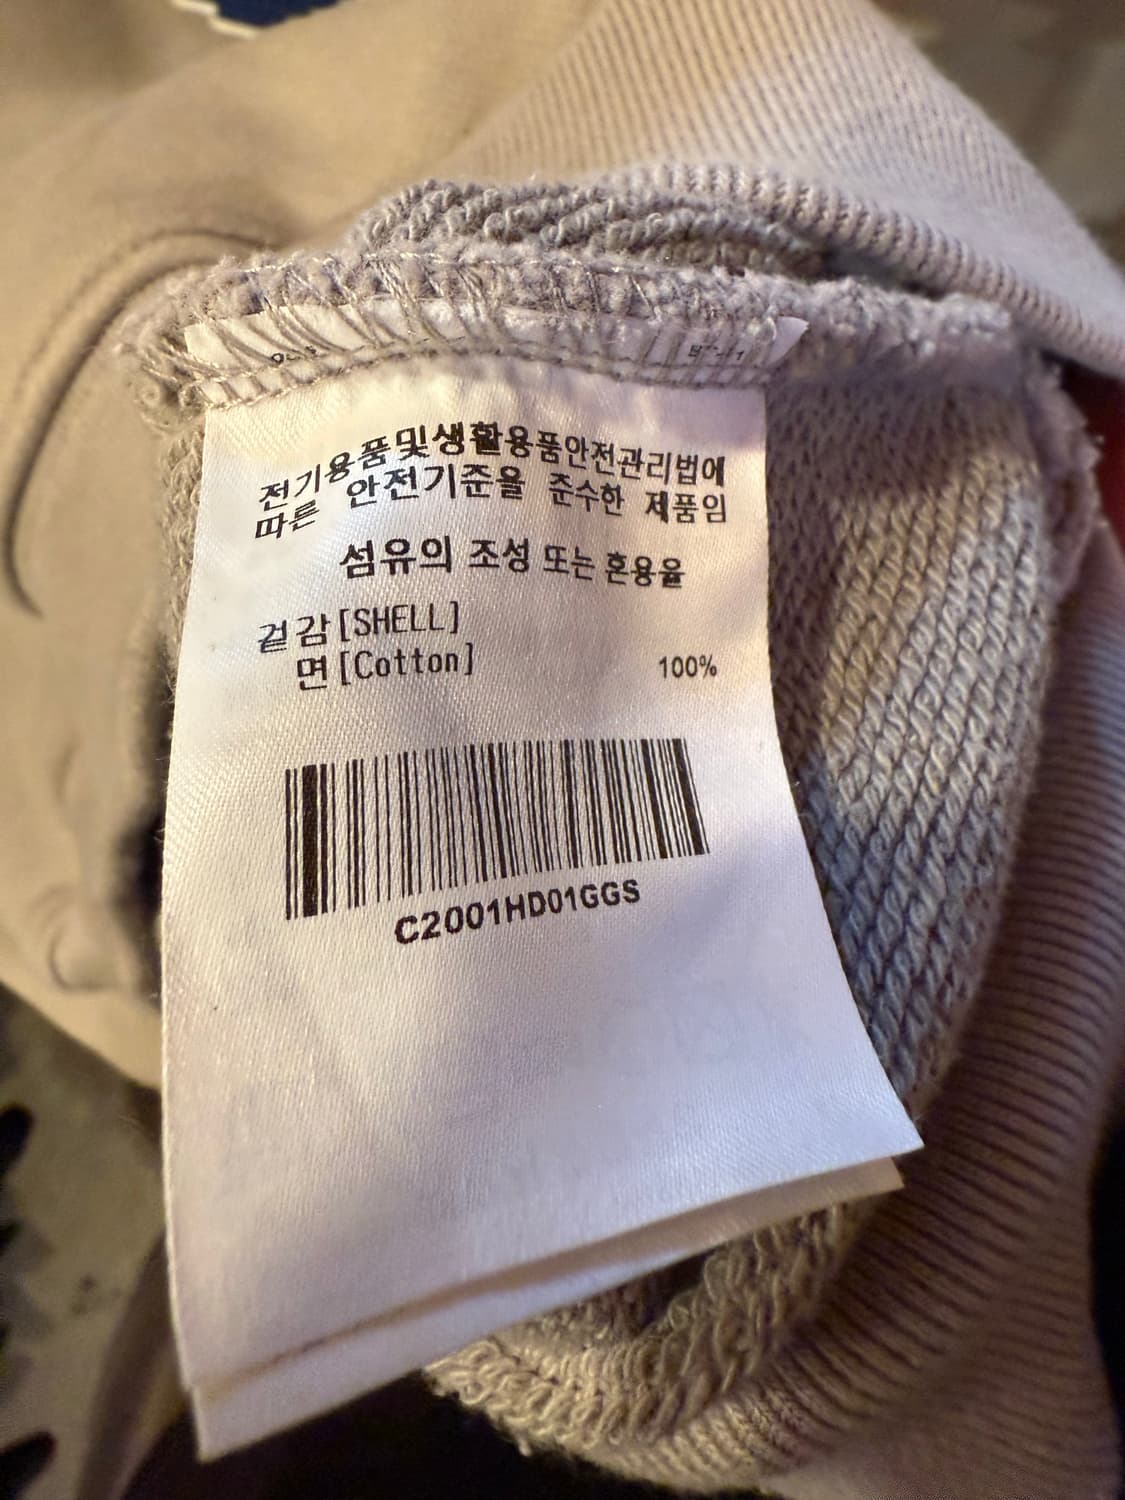 전기용품및생활용품안전관리법에
따른 안전기준을 준수한 제품임
섬유의 조성 또는 혼용율
겉감[SHELL]
면[Cotton] 100%
C2001HD01GGS